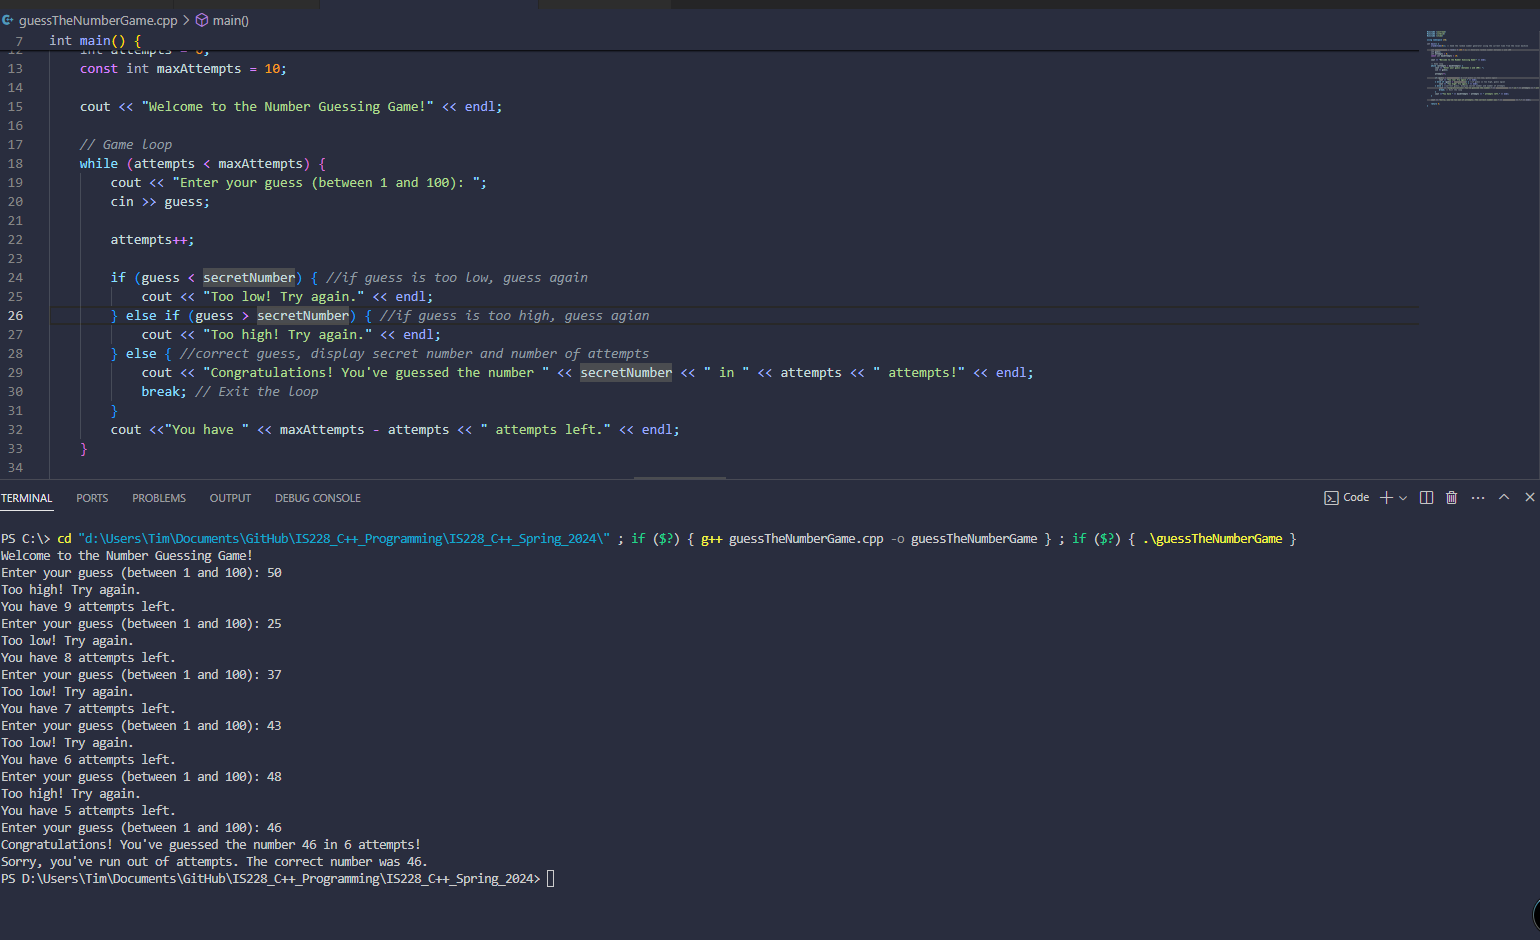 guessTheNumberGame.cpp > main()
7 int main() {
12 int attempts = 0;
13 const int maxAttempts = 10;
14
15 cout << "Welcome to the Number Guessing Game!" << endl;
16
17 // Game loop
18 while (attempts < maxAttempts) {
19 cout << "Enter your guess (between 1 and 100): ";
20 cin >> guess;
21
22 attempts++;
23
24 if (guess < secretNumber) { //if guess is too low, guess again
25 cout << "Too low! Try again." << endl;
26 } else if (guess > secretNumber) { //if guess is too high, guess agian
27 cout << "Too high! Try again." << endl;
28 } else { //correct guess, display secret number and number of attempts
29 cout << "Congratulations! You've guessed the number " << secretNumber << " in " << attempts << " attempts!" << endl;
30 break; // Exit the loop
31 }
32 cout <<"You have " << maxAttempts - attempts << " attempts left." << endl;
33 }
34
TERMINAL PORTS PROBLEMS OUTPUT DEBUG CONSOLE Code
PS C:\> cd "d:\Users\Tim\Documents\GitHub\IS228_C++_Programming\IS228_C++_Spring_2024\" ; if ($?) { g++ guessTheNumberGame.cpp -o guessTheNumberGame } ; if ($?) { .\guessTheNumberGame }
Welcome to the Number Guessing Game!
Enter your guess (between 1 and 100): 50
Too high! Try again.
You have 9 attempts left.
Enter your guess (between 1 and 100): 25
Too low! Try again.
You have 8 attempts left.
Enter your guess (between 1 and 100): 37
Too low! Try again.
You have 7 attempts left.
Enter your guess (between 1 and 100): 43
Too low! Try again.
You have 6 attempts left.
Enter your guess (between 1 and 100): 48
Too high! Try again.
You have 5 attempts left.
Enter your guess (between 1 and 100): 46
Congratulations! You've guessed the number 46 in 6 attempts!
Sorry, you've run out of attempts. The correct number was 46.
PS D:\Users\Tim\Documents\GitHub\IS228_C++_Programming\IS228_C++_Spring_2024>